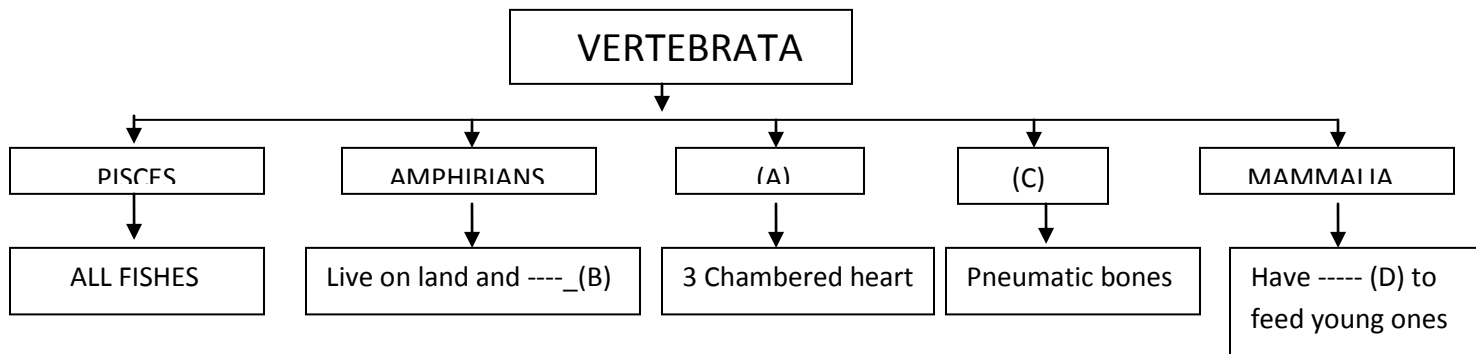 VERTEBRATA
PISCES
AMPHIBIANS
(A)
(C)
MAMMALIA
ALL FISHES
Live on land and ----_(B)
3 Chambered heart
Pneumatic bones
Have ----- (D) to
feed young ones